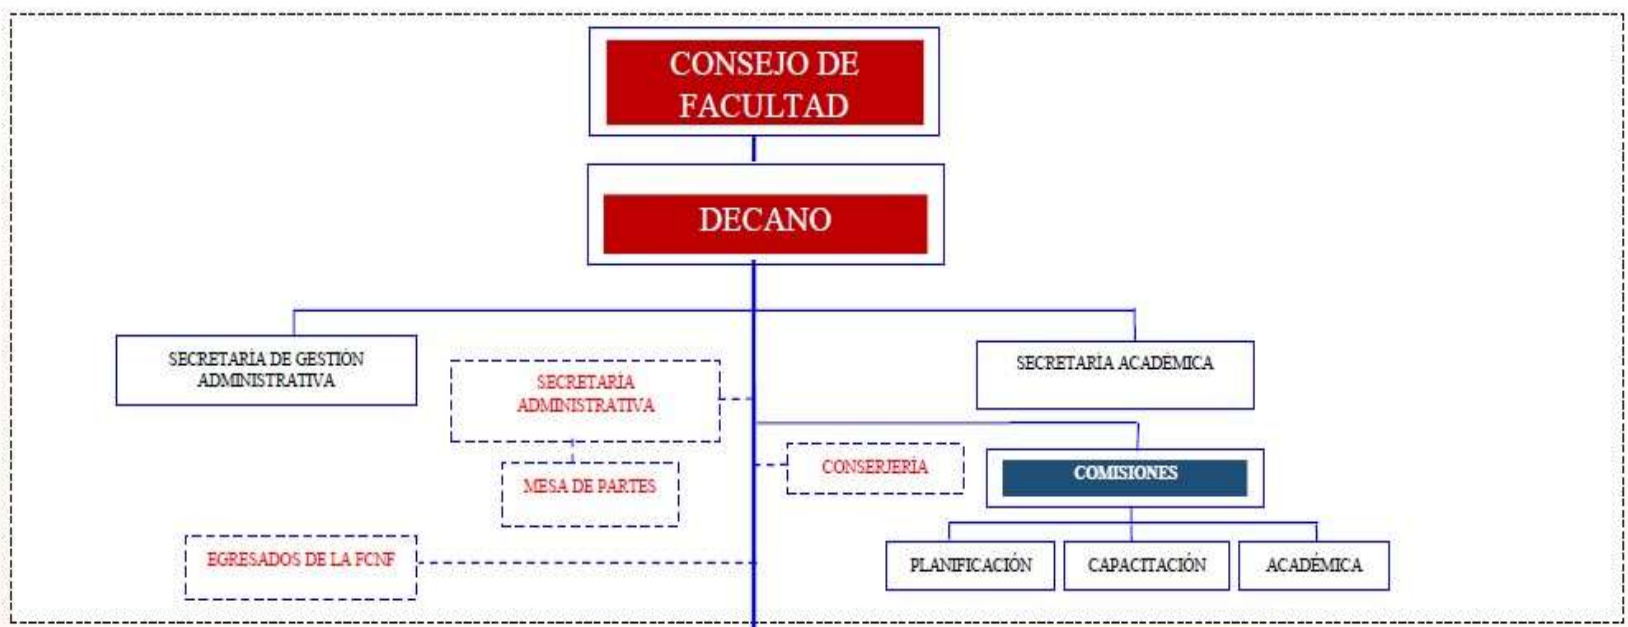 CONSEJO DE
FACULTAD
DECANO
SECRETARÍA DE GESTIÓN
ADMINISTRATIVA
SECRETARÍA
ADMINISTRATIVA
SECRETARÍA ACADÉMICA
MESA DE PARTES
CONSERJERÍA
COMISIONES
EGRESADOS DE LA FCNF
PLANIFICACIÓN
CAPACITACIÓN
ACADÉMICA